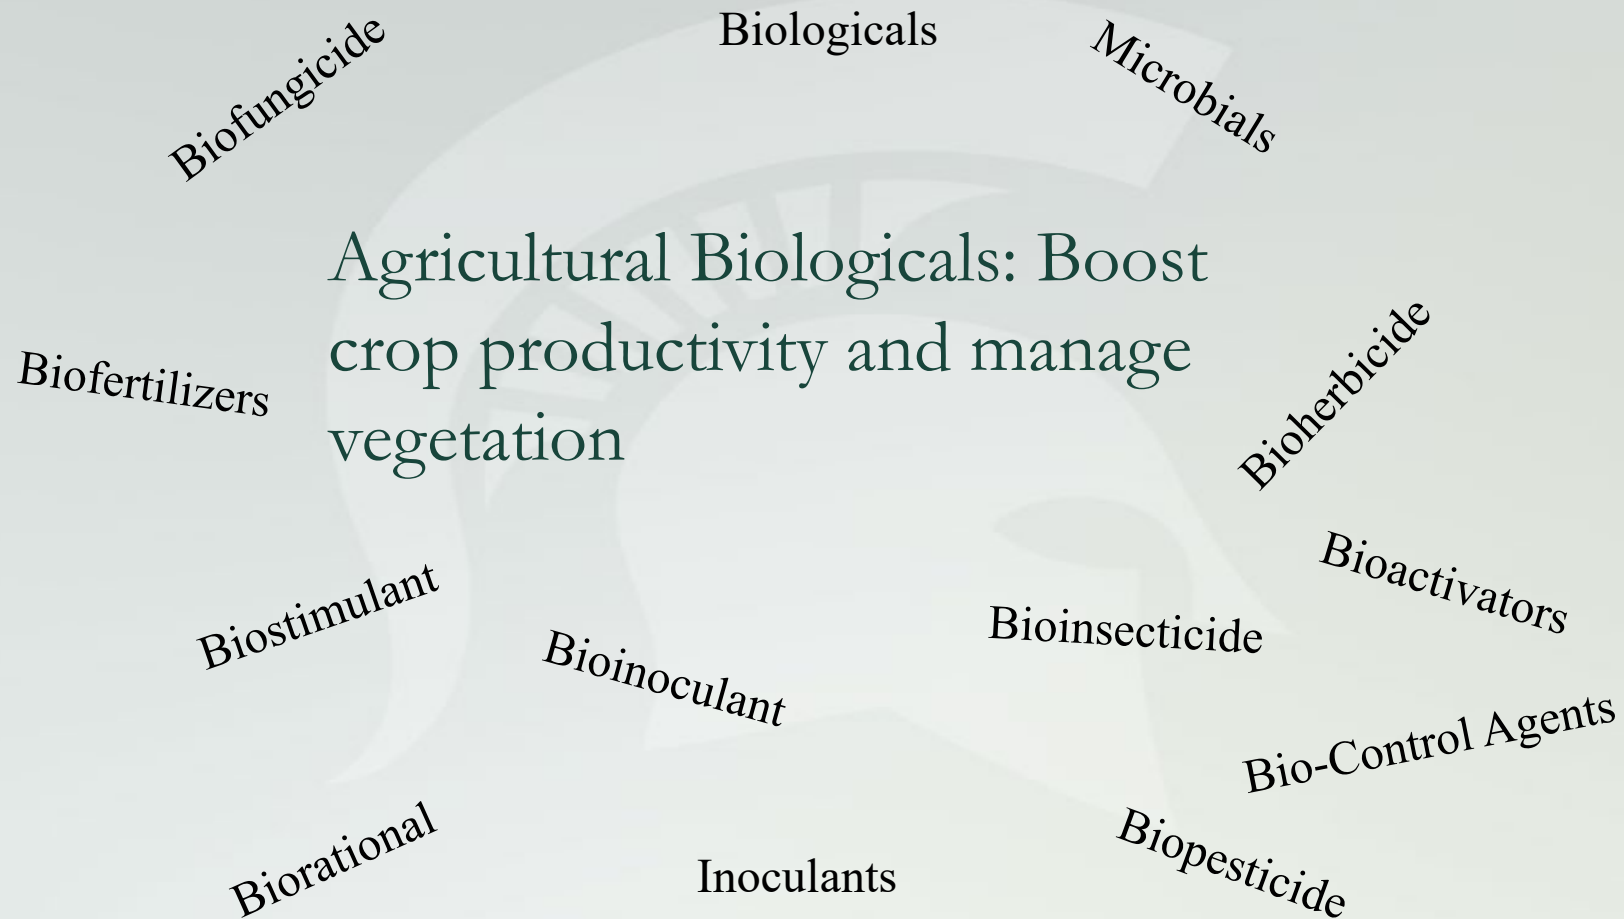 Biologicals
Biofungicide
Microbials
Agricultural Biologicals: Boost
crop productivity and manage
vegetation
Biofertilizers
Bioherbicide
Bioactivators
Biostimulant
Bioinsecticide
Bioinoculant
Bio-Control Agents
Biorational
Biopesticide
Inoculants